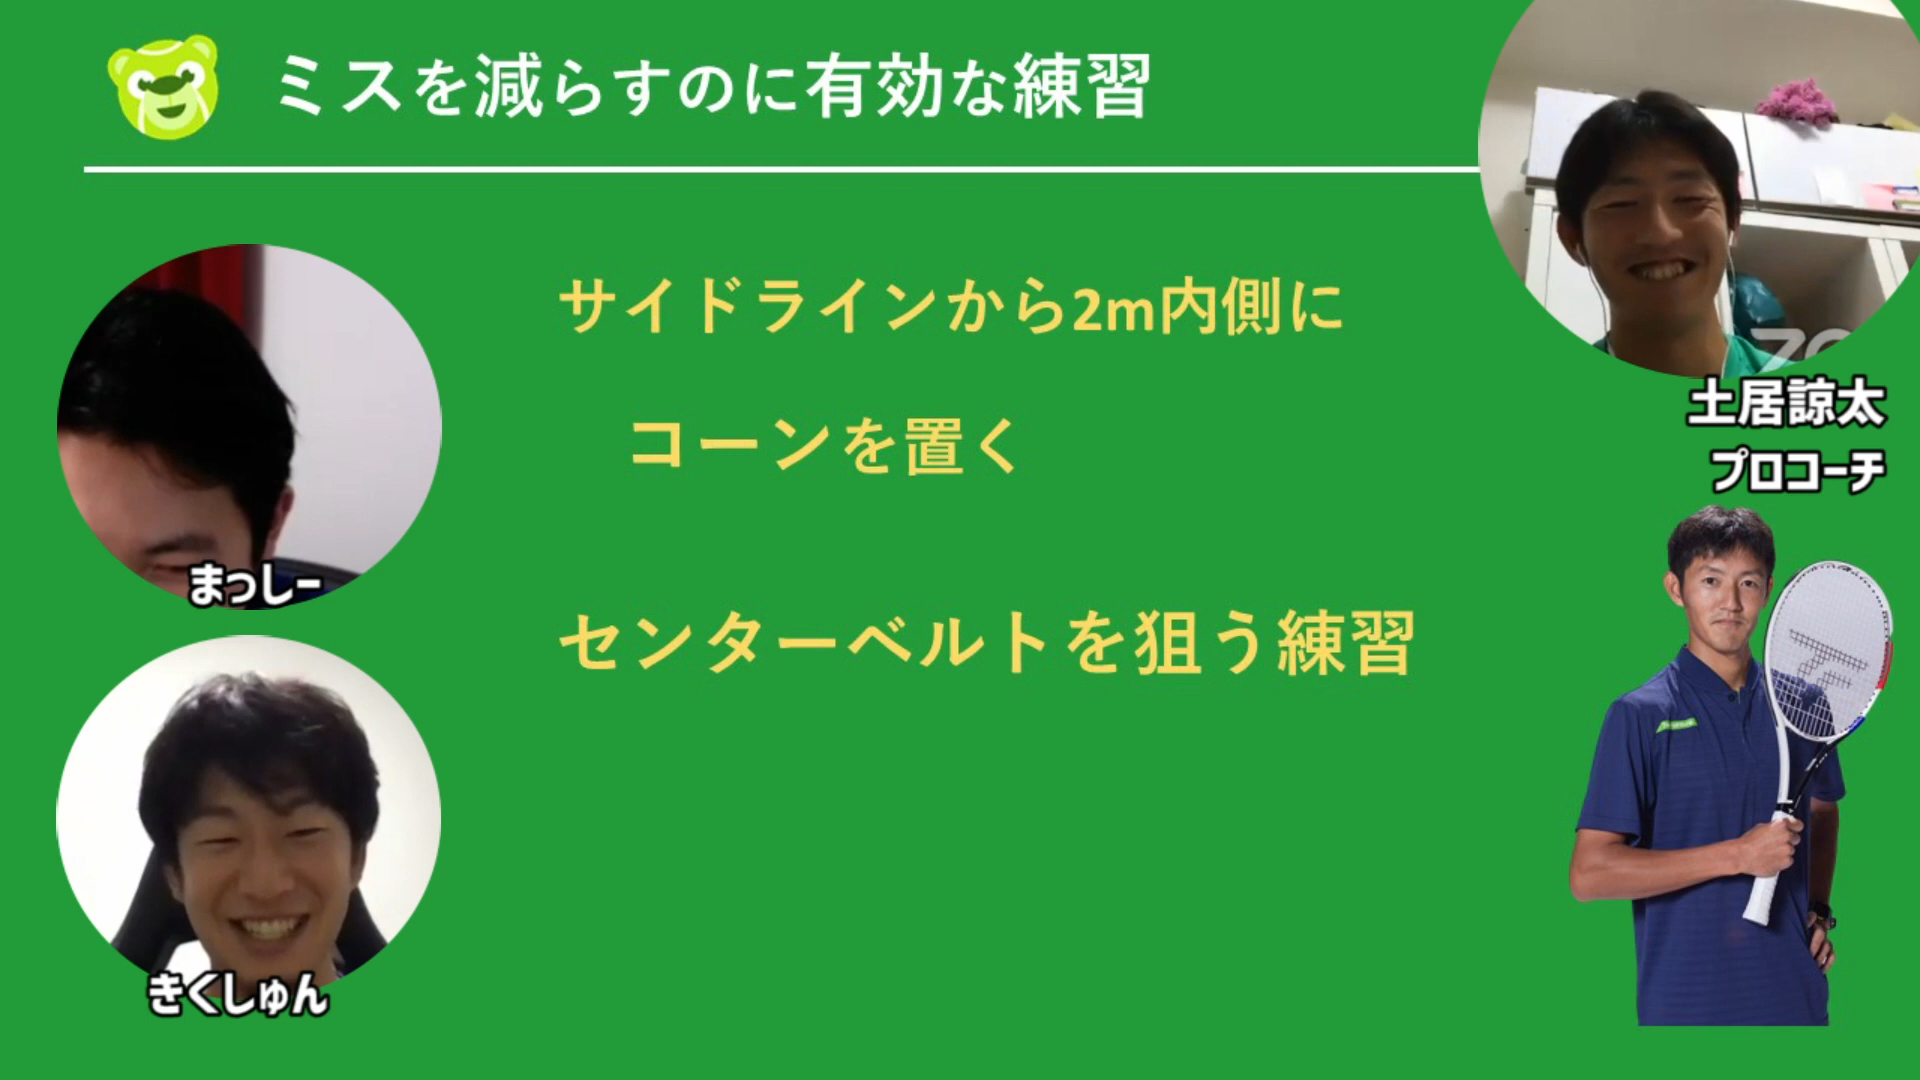 ミスを減らすのに有効な練習
サイドラインから2m内側に
コーンを置く
センターベルトを狙う練習
土居諒太
プロコーチ
まっしー
きくしゅん